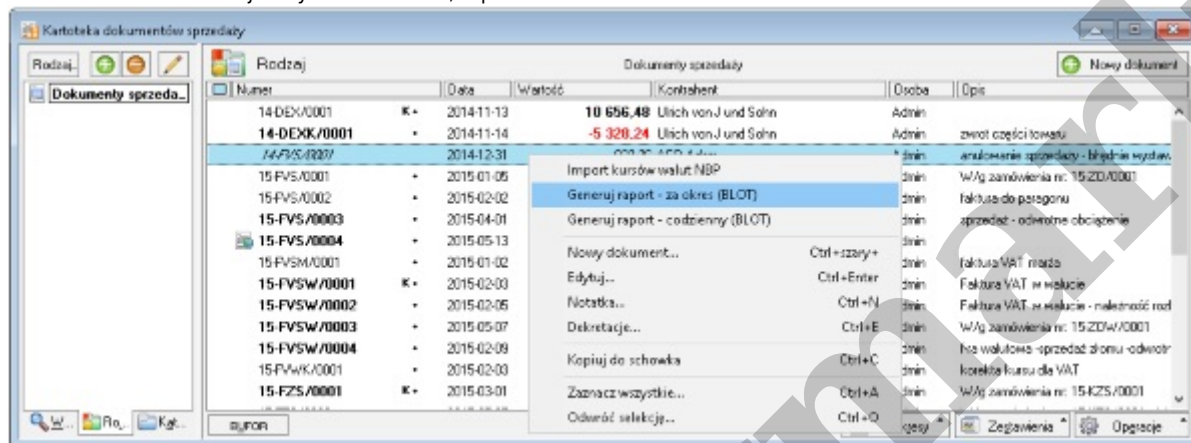 Kartoteka dokumentów sprzedaży
Rodzaj..
Rodzaj
Dokumenty sprzedaży
Nowy dokument
Dokumenty sprzeda..
Numer Data Wartość Kontrahent Osoba Opis
14-DEX/0001 K• 2014-11-13 10 656,48 Ulrich von J und Sohn Admin
14-DEXK/0001 • 2014-11-14 -5 328,24 Ulrich von J und Sohn Admin zwrot części towaru
14-FVS/0001 2014-12-31 anulowanie sprzedaży - błędnie wystaw.
15-FVS/0001 • 2015-01-05 W/g zamówienia nr: 15-ZO/0001
15-FVS/0002 • 2015-02-02 faktura do paragonu
15-FVS/0003 • 2015-04-01 sprzedaż - odwrotne obciążenie
15-FVS/0004 • 2015-05-13
15-FVSM/0001 • 2015-01-02 faktura VAT marża
15-FVSW/0001 K• 2015-02-03 Faktura VAT w walucie
15-FVSW/0002 • 2015-02-05 Faktura VAT w walucie - należność rozl
15-FVSW/0003 • 2015-05-07 W/g zamówienia nr: 15-ZOW/0001
15-FVSW/0004 • 2015-02-09 walutowa -sprzedaż złomu -odwrotn
15-FVWK/0001 • 2015-02-03 korekta kursu dla VAT
15-FZS/0001 K• 2015-03-01 W/g zamówienia nr: 15-KZS/0001
Import kursów walut NBP
Generuj raport - za okres (BLOT)
Generuj raport - codzienny (BLOT)
Nowy dokument... Ctrl+szary+
Edytuj... Ctrl+Enter
Notatka... Ctrl+N
Dekretacje... Ctrl+E
Kopiuj do schowka Ctrl+C
Zaznacz wszystkie... Ctrl+A
Odwróć selekcję... Ctrl+O
W... Ro... Kat...
BUFOR
Zestawienia
Operacje